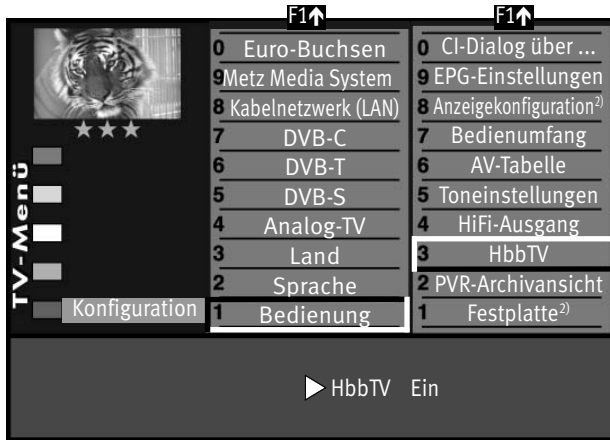 F1↑ F1↑
0 Euro-Buchsen
9 Metz Media System
8 Kabelnetzwerk (LAN)
7 DVB-C
6 DVB-T
5 DVB-S
4 Analog-TV
3 Land
2 Sprache
1 Bedienung
0 CI-Dialog über ...
9 EPG-Einstellungen
8 Anzeigekonfiguration²⁾
7 Bedienumfang
6 AV-Tabelle
5 Toneinstellungen
4 HiFi-Ausgang
3 HbbTV
2 PVR-Archivansicht
1 Festplatte²⁾
TV-Menü
Konfiguration
HbbTV Ein